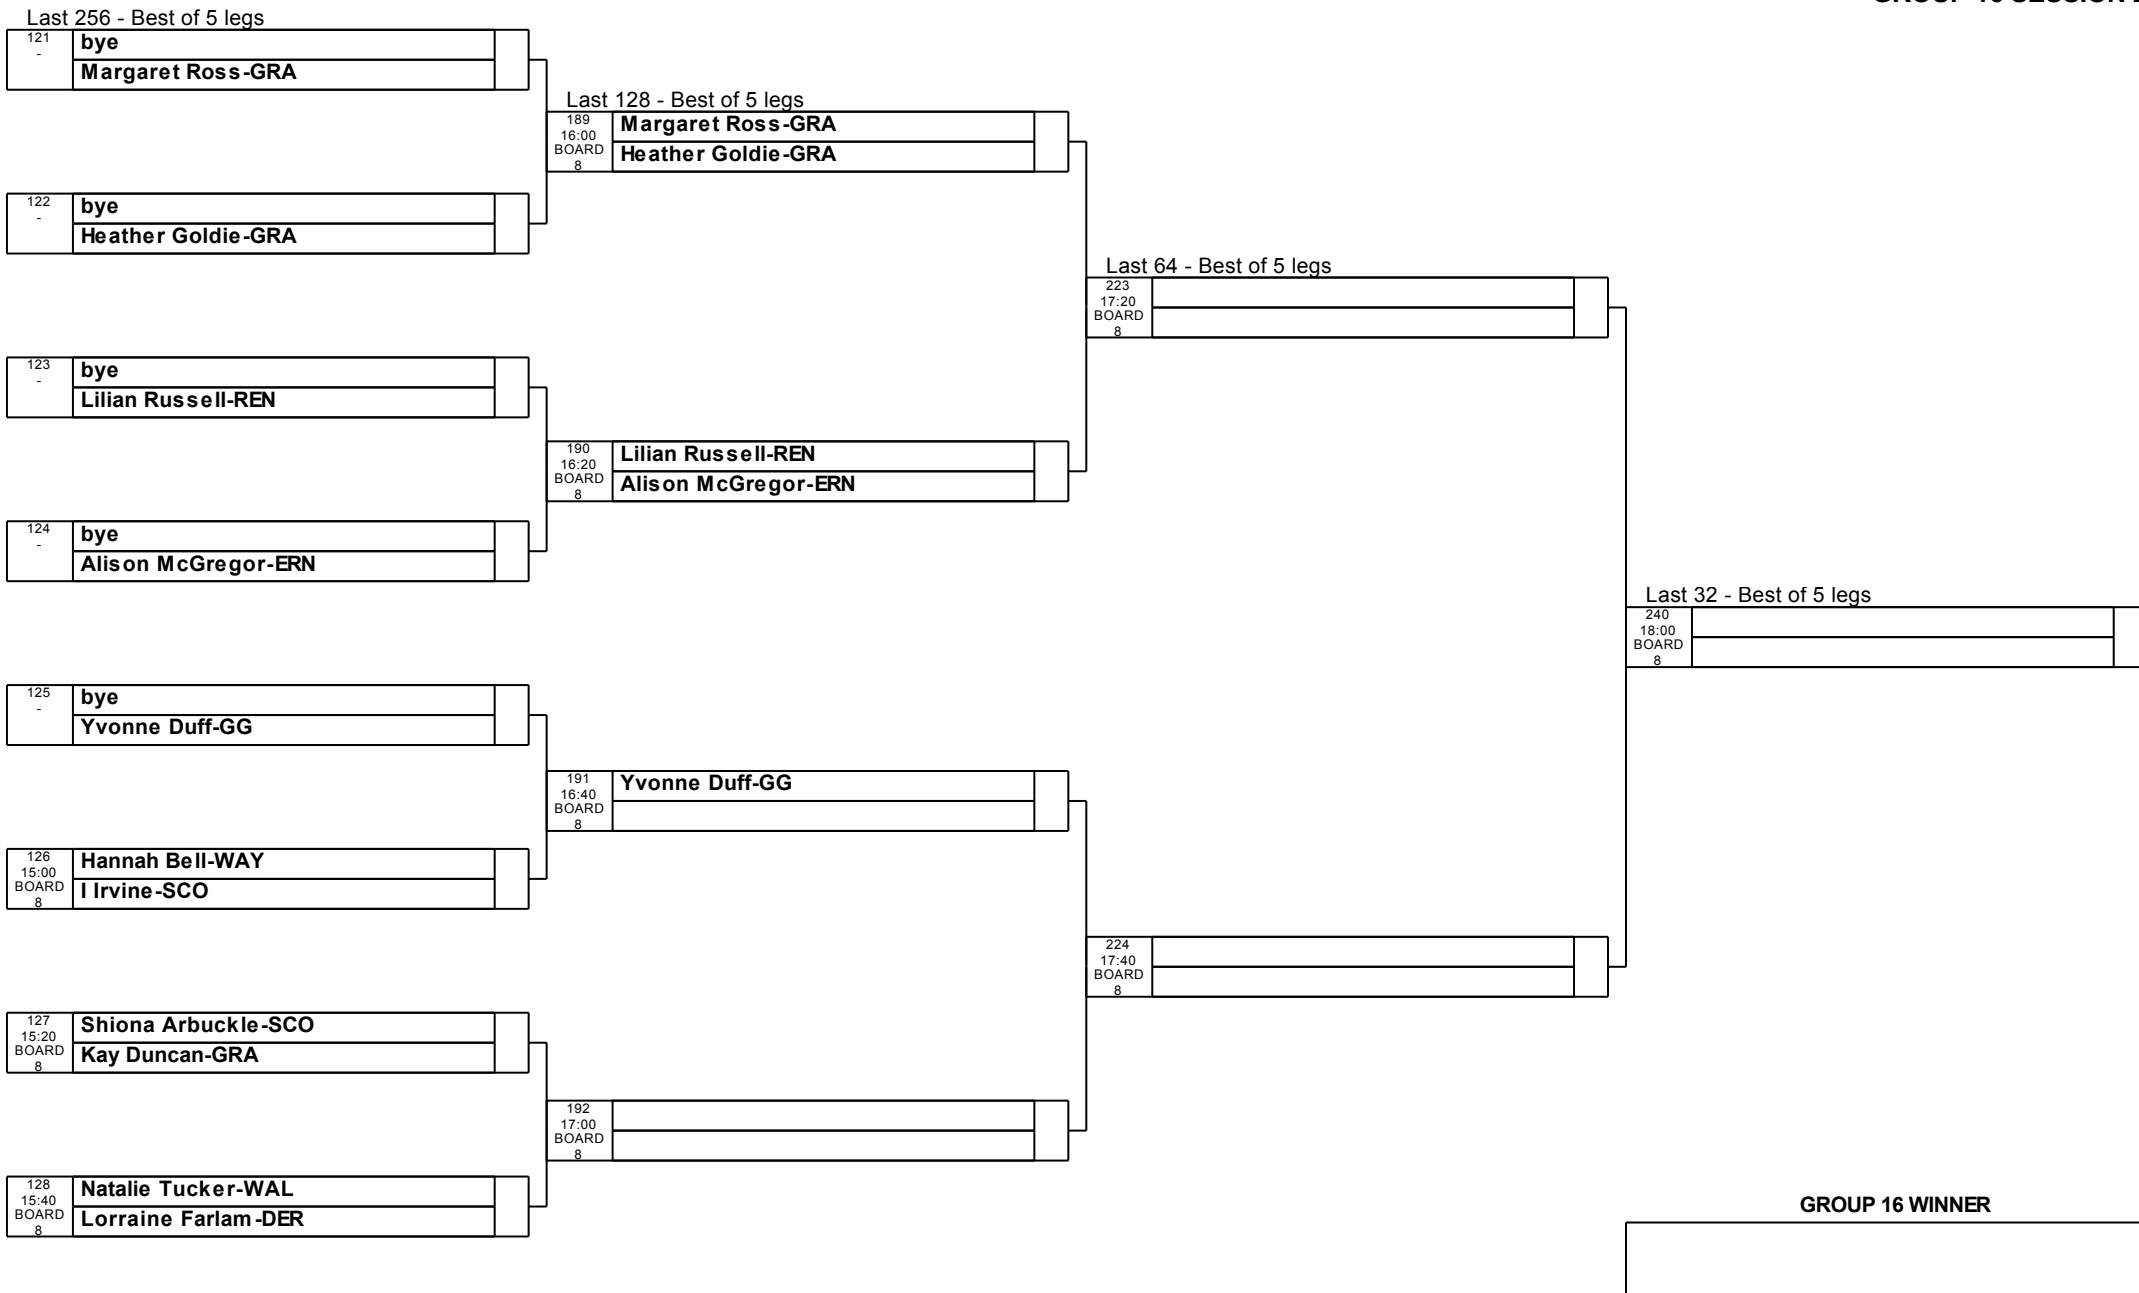 GROUP 16 SESSION
Last 256 - Best of 5 legs
121
-
bye
Margaret Ross-GRA
122
-
bye
Heather Goldie-GRA
123
-
bye
Lilian Russell-REN
124
-
bye
Alison McGregor-ERN
125
-
bye
Yvonne Duff-GG
126
15:00
BOARD
8
Hannah Bell-WAY
I Irvine-SCO
127
15:20
BOARD
8
Shiona Arbuckle-SCO
Kay Duncan-GRA
128
15:40
BOARD
8
Natalie Tucker-WAL
Lorraine Farlam-DER
Last 128 - Best of 5 legs
189
16:00
BOARD
8
Margaret Ross-GRA
Heather Goldie-GRA
190
16:20
BOARD
8
Lilian Russell-REN
Alison McGregor-ERN
191
16:40
BOARD
8
Yvonne Duff-GG
192
17:00
BOARD
8
Last 64 - Best of 5 legs
223
17:20
BOARD
8
224
17:40
BOARD
8
Last 32 - Best of 5 legs
240
18:00
BOARD
8
GROUP 16 WINNER